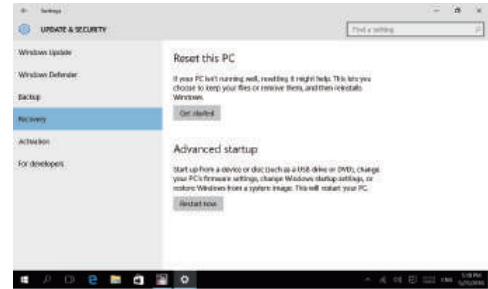 Settings
UPDATE & SECURITY
Find a setting
Windows Update
Windows Defender
Backup
Recovery
Activation
For developers
Reset this PC
If your PC isn't running well, resetting it might help. This lets you
choose to keep your files or remove them, and then reinstalls
Windows.
Get started
Advanced startup
Start up from a device or disc (such as a USB drive or DVD), change
your PC's firmware settings, change Windows startup settings, or
restore Windows from a system image. This will restart your PC.
Restart now
ENG